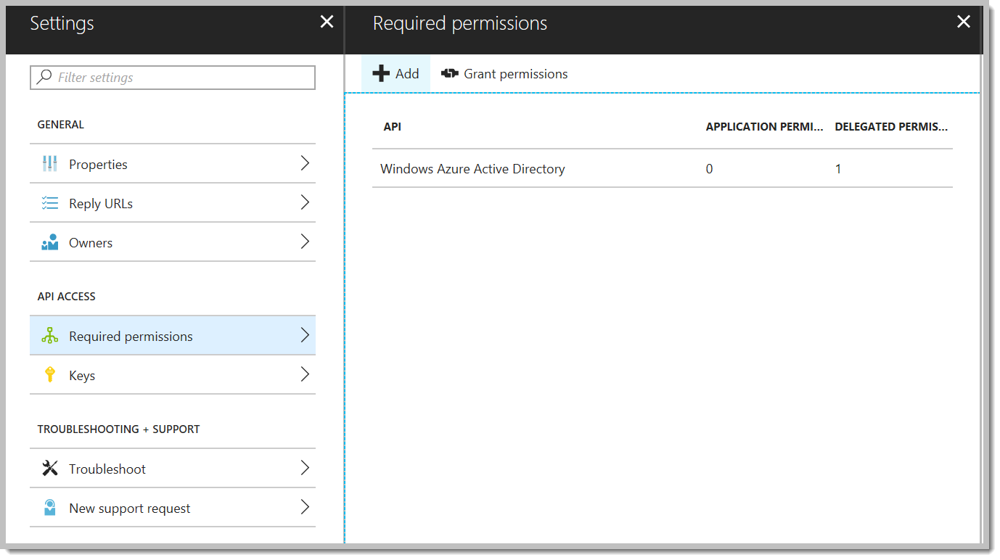 Settings
Filter settings
GENERAL
Properties
Reply URLs
Owners
API ACCESS
Required permissions
Keys
TROUBLESHOOTING + SUPPORT
Troubleshoot
New support request
Required permissions
Add Grant permissions
API APPLICATION PERMI... DELEGATED PERMIS...
Windows Azure Active Directory 0 1